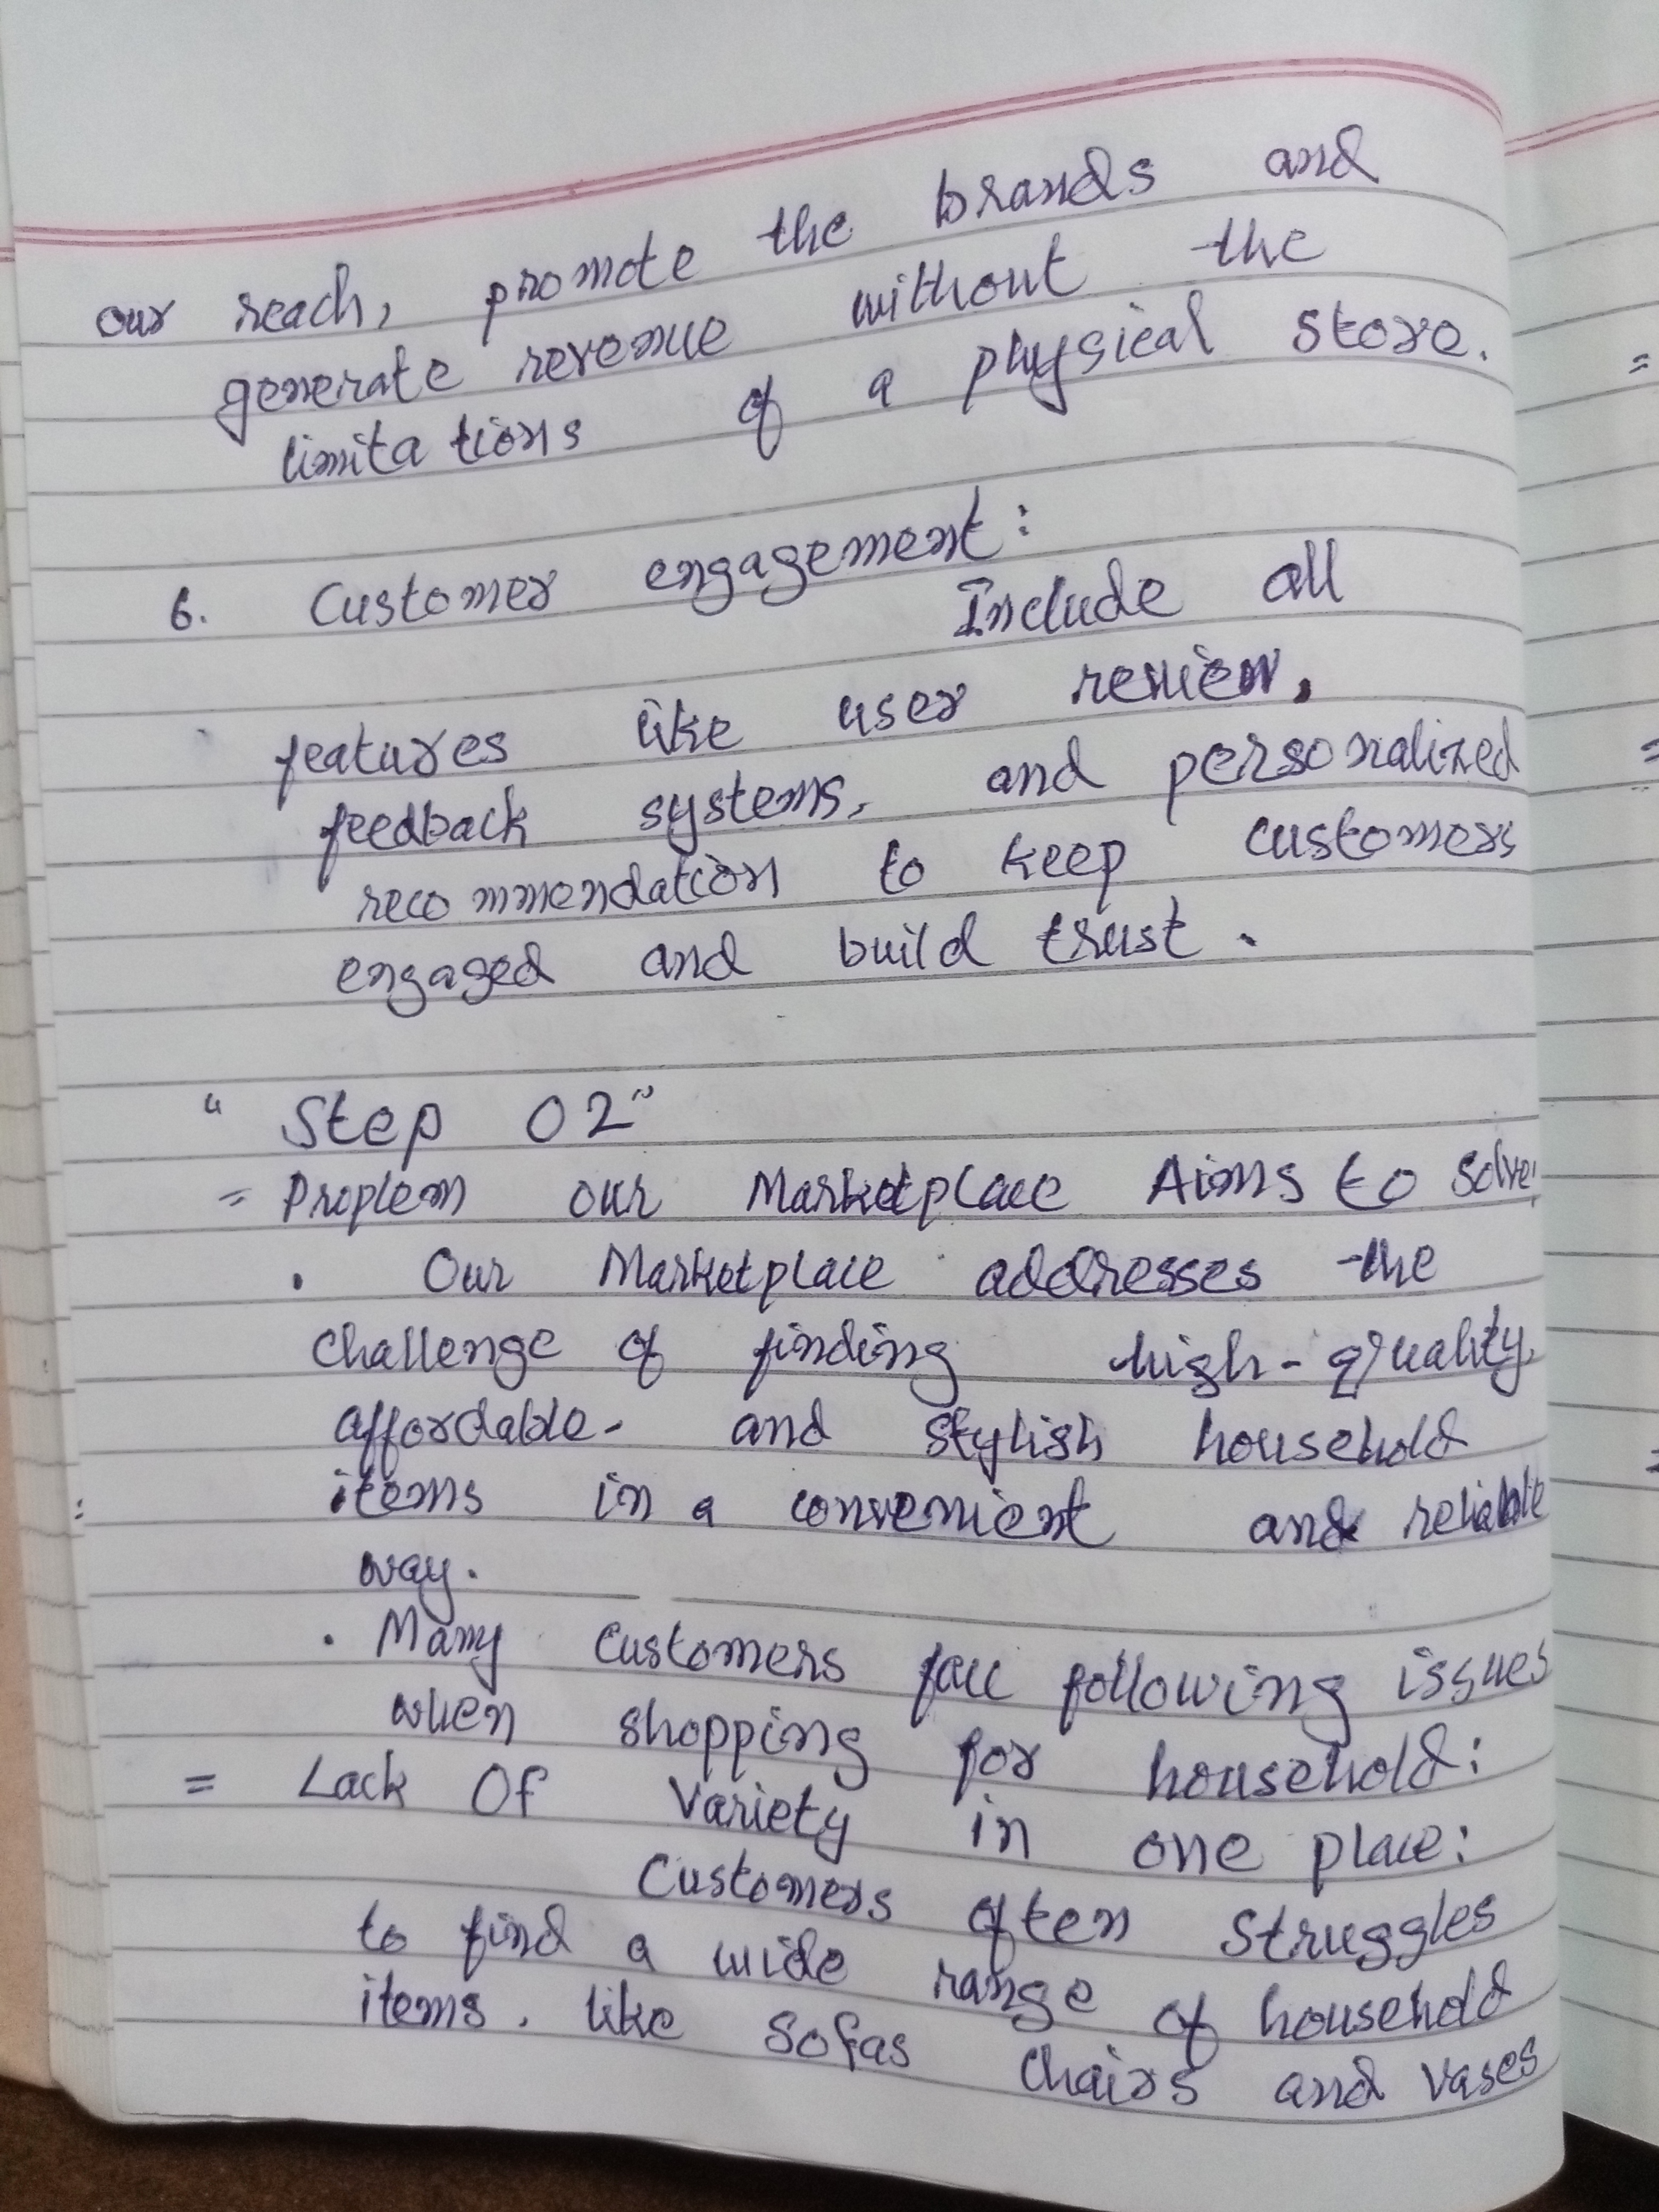 our reach, promote the brands and
generate revenue without the
limitations of a physical store.
6. Customer engagement:
Include all
features like user review,
feedback systems, and personalized
recommendation to keep customers
engaged and build trust.
"Step 02"
= Proplem our Marketplace Aims to solve:
. Our Marketplace addresses the
challenge of finding high-quality,
affordable- and stylish household
items in a convenient and reliable
way.
. Many customers face following issues
when shopping for household:
= Lack Of Variety in one place:
Customers often struggles
to find a wide range of household
items. like sofas chairs and vases